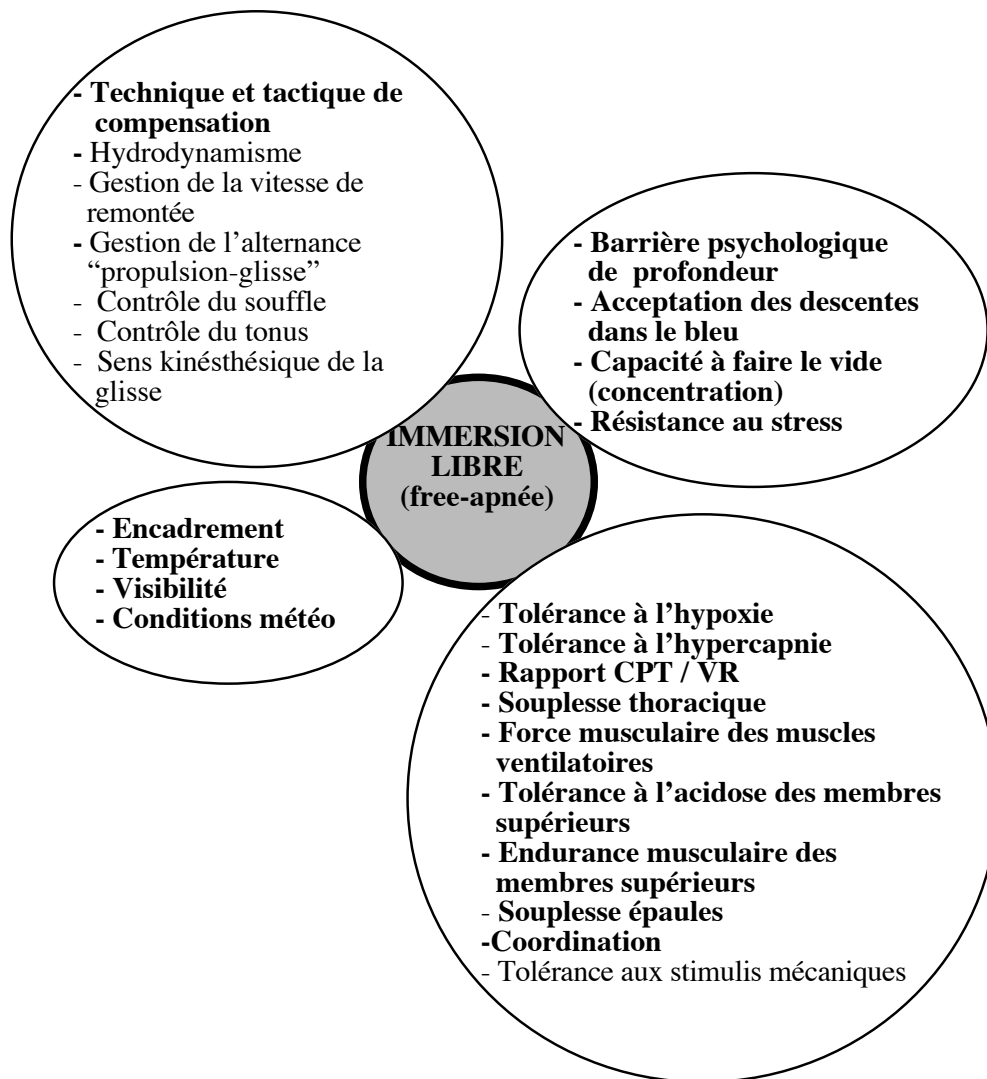 - Technique et tactique de
compensation
- Hydrodynamisme
- Gestion de la vitesse de
remontée
- Gestion de l’alternance
“propulsion-glisse”
- Contrôle du souffle
- Contrôle du tonus
- Sens kinésthésique de la
glisse
- Barrière psychologique
de profondeur
- Acceptation des descentes
dans le bleu
- Capacité à faire le vide
(concentration)
- Résistance au stress
IMMERSION
LIBRE
(free-apnée)
- Encadrement
- Température
- Visibilité
- Conditions météo
- Tolérance à l’hypoxie
- Tolérance à l’hypercapnie
- Rapport CPT / VR
- Souplesse thoracique
- Force musculaire des muscles
ventilatoires
- Tolérance à l’acidose des membres
supérieurs
- Endurance musculaire des
membres supérieurs
- Souplesse épaules
-Coordination
- Tolérance aux stimulis mécaniques